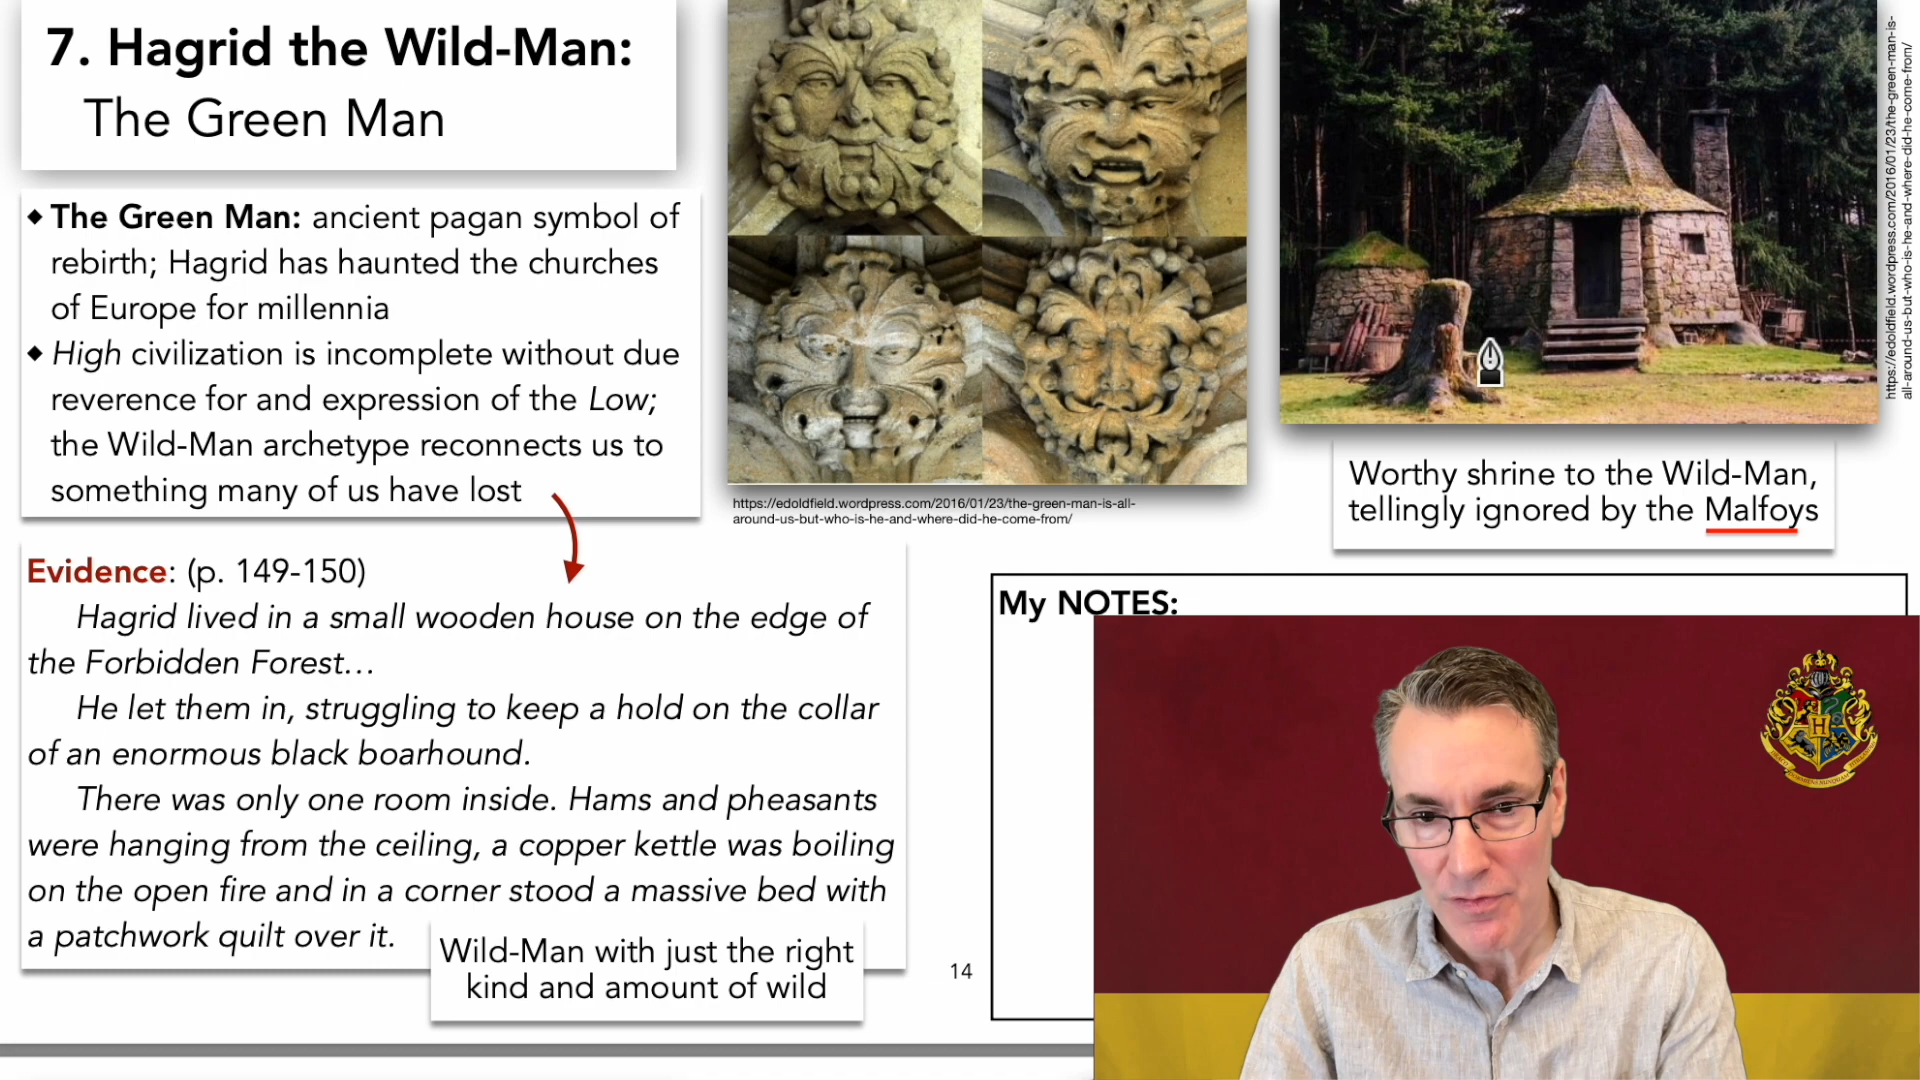 7. Hagrid the Wild-Man:
The Green Man
◆ The Green Man: ancient pagan symbol of
rebirth; Hagrid has haunted the churches
of Europe for millennia
◆ High civilization is incomplete without due
reverence for and expression of the Low;
the Wild-Man archetype reconnects us to
something many of us have lost
Evidence: (p. 149-150)
Hagrid lived in a small wooden house on the edge of
the Forbidden Forest…
He let them in, struggling to keep a hold on the collar
of an enormous black boarhound.
There was only one room inside. Hams and pheasants
were hanging from the ceiling, a copper kettle was boiling
on the open fire and in a corner stood a massive bed with
a patchwork quilt over it.
Wild-Man with just the right
kind and amount of wild
https://edoldfield.wordpress.com/2016/01/23/the-green-man-is-all-
around-us-but-who-is-he-and-where-did-he-come-from/
https://edoldfield.wordpress.com/2016/01/23/the-green-man-is-
all-around-us-but-who-is-he-and-where-did-he-come-from/
Worthy shrine to the Wild-Man,
tellingly ignored by the Malfoys
14
My NOTES:
H